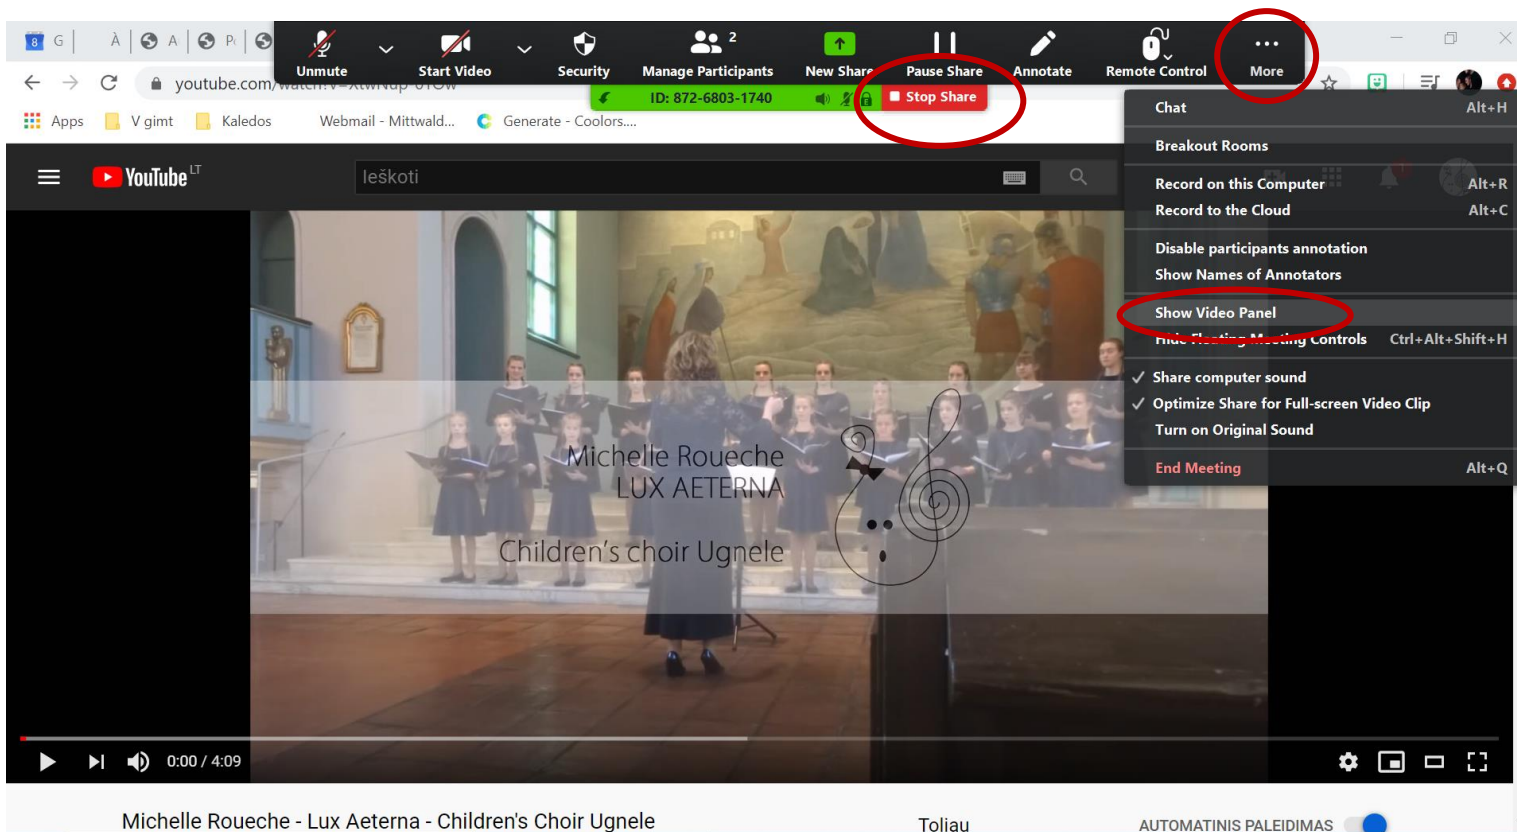 2
Unmute Start Video Security Manage Participants New Share Pause Share Annotate Remote Control More
8 G À A P
youtube.com/
ID: 872-6803-1740 Stop Share
Apps V gimt Kaledos Webmail - Mittwald... Generate - Coolors....
YouTube LT
Ieškoti
Chat Alt+H
Breakout Rooms
Record on this Computer Alt+R
Record to the Cloud Alt+C
Disable participants annotation
Show Names of Annotators
Show Video Panel
Hide Floating Meeting Controls Ctrl+Alt+Shift+H
Share computer sound
Optimize Share for Full-screen Video Clip
Turn on Original Sound
End Meeting Alt+Q
Michelle Roueche
LUX AETERNA
Children's choir Ugnele
0:00 / 4:09
Michelle Roueche - Lux Aeterna - Children's Choir Ugnele
Toliau
AUTOMATINIS PALEIDIMAS